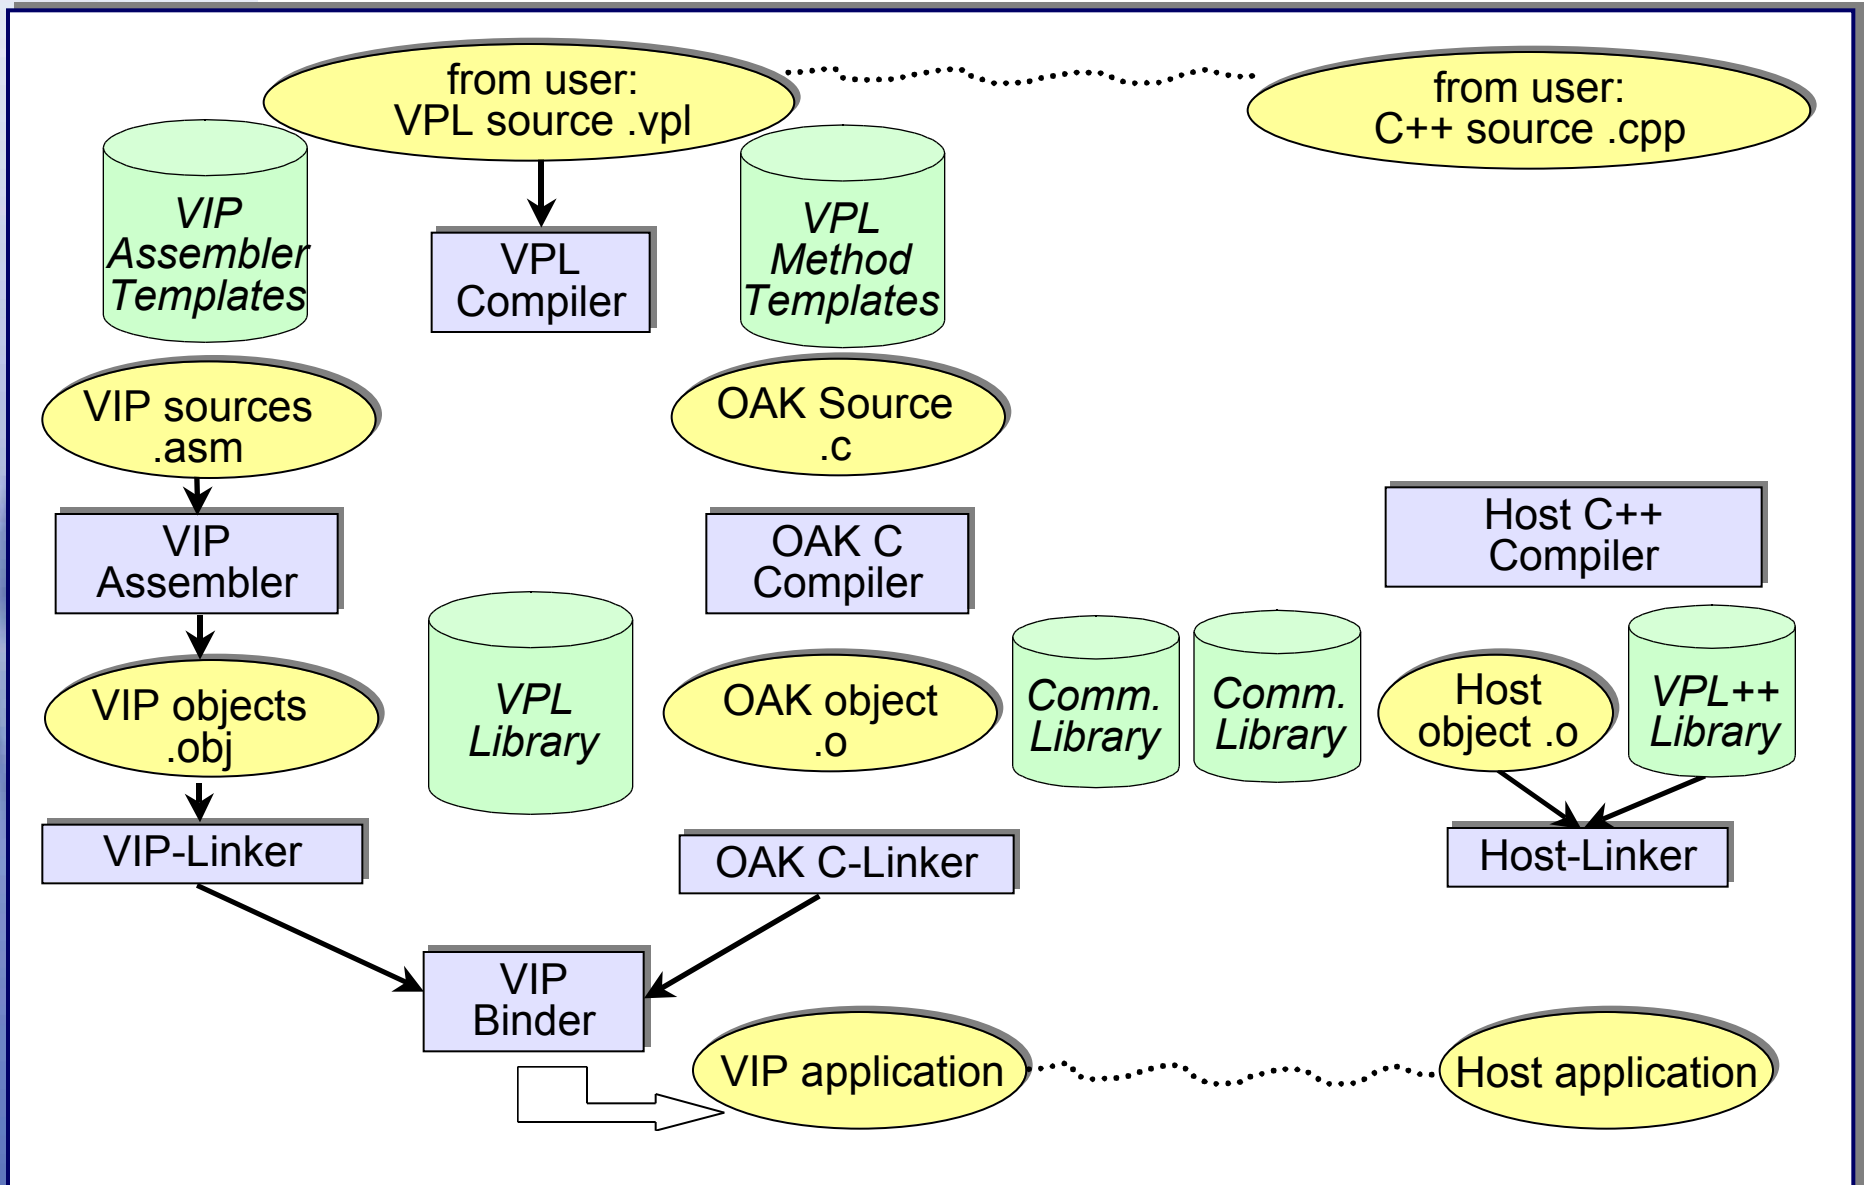 from user:
VPL source .vpl
from user:
C++ source .cpp
VIP
Assembler
Templates
VPL
Compiler
VPL
Method
Templates
VIP sources
.asm
OAK Source
.c
VIP
Assembler
OAK C
Compiler
Host C++
Compiler
VIP objects
.obj
VPL
Library
OAK object
.o
Comm.
Library
Comm.
Library
Host
object .o
VPL++
Library
VIP-Linker
OAK C-Linker
Host-Linker
VIP
Binder
VIP application
Host application